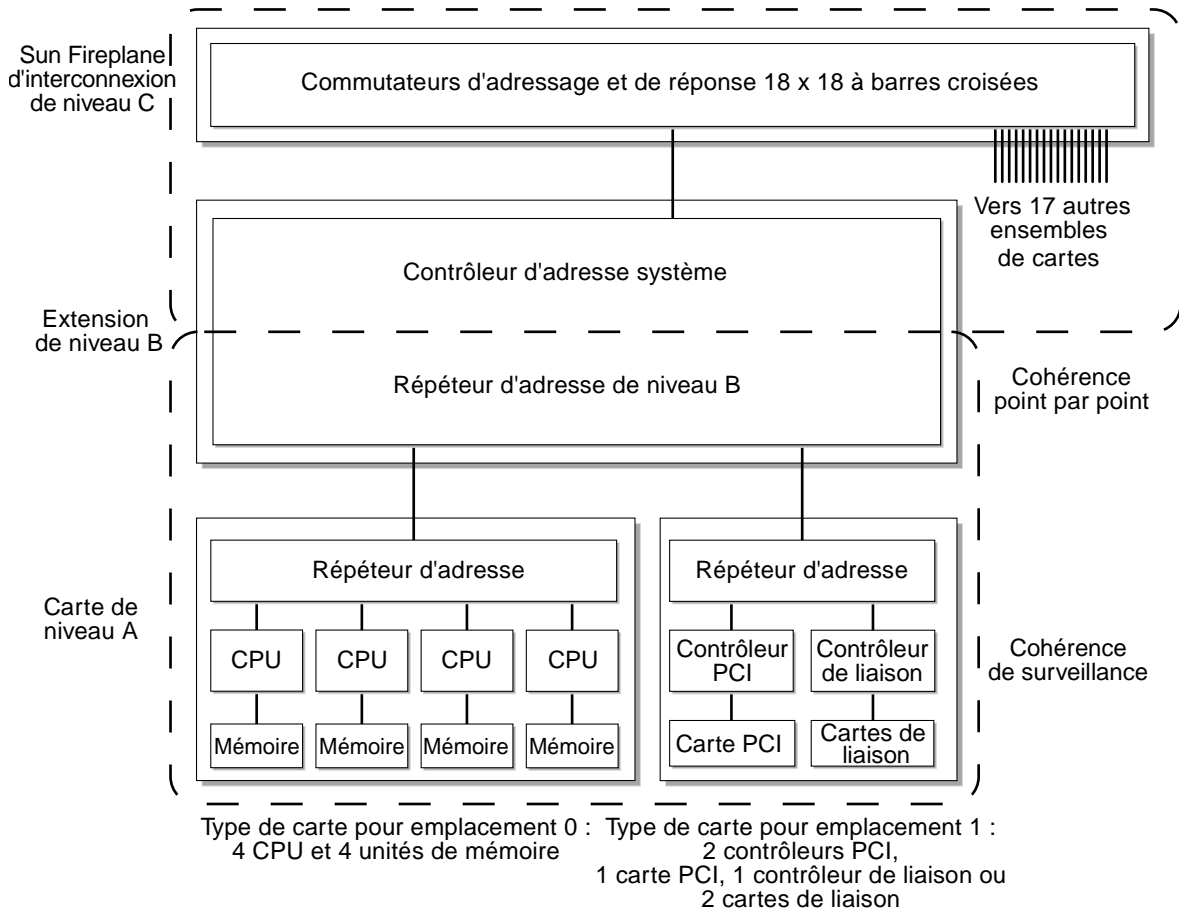 Sun Fireplane
d'interconnexion
de niveau C
Commutateurs d'adressage et de réponse 18 x 18 à barres croisées
Vers 17 autres
ensembles
de cartes
Contrôleur d'adresse système
Extension
de niveau B
Répéteur d'adresse de niveau B
Cohérence
point par point
Carte de
niveau A
Répéteur d'adresse
CPU
CPU
CPU
CPU
Mémoire
Mémoire
Mémoire
Mémoire
Répéteur d'adresse
Contrôleur
PCI
Contrôleur
de liaison
Carte PCI
Cartes de
liaison
Cohérence
de surveillance
Type de carte pour emplacement 0 :
4 CPU et 4 unités de mémoire
Type de carte pour emplacement 1 :
2 contrôleurs PCI,
1 carte PCI, 1 contrôleur de liaison ou
2 cartes de liaison